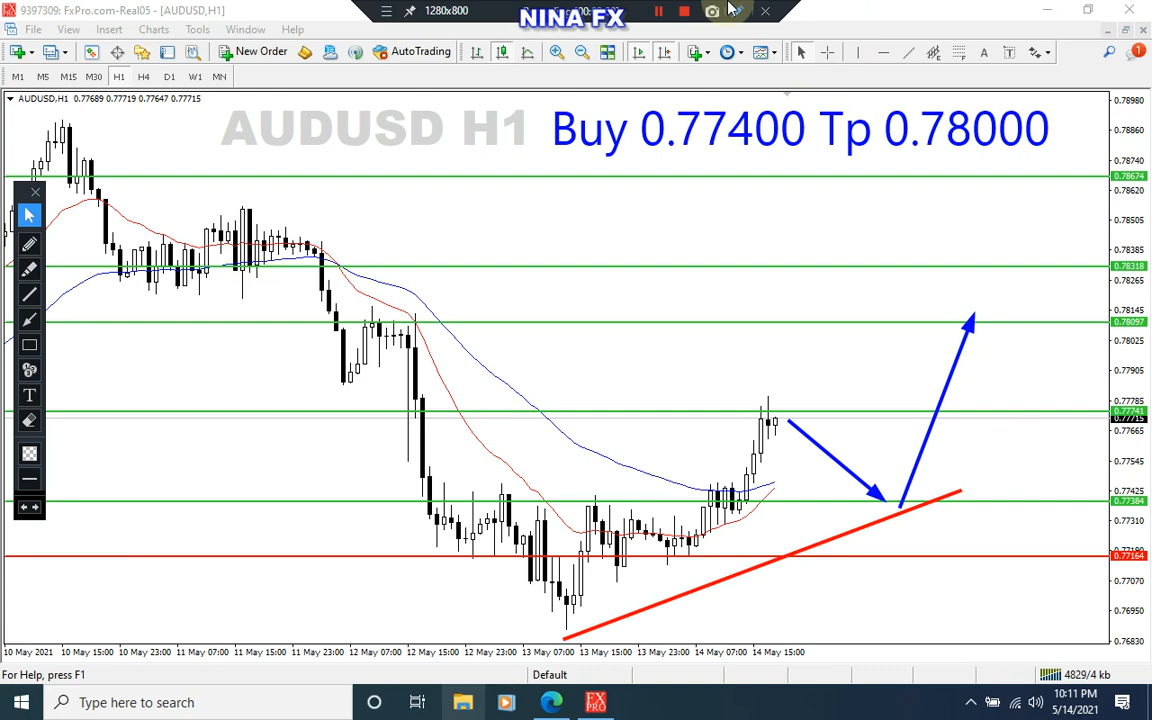 9397309: FxPro.com-Real05 - [AUDUSD,H1]
1280x800
NINA FX
File View Insert Charts Tools Window Help
New Order AutoTrading
M1 M5 M15 M30 H1 H4 D1 W1 MN
AUDUSD,H1 0.77689 0.77719 0.77647 0.77715
AUDUSD H1 Buy 0.77400 Tp 0.78000
0.78980
0.78860
0.78740
0.78674
0.78620
0.78505
0.78385
0.78318
0.78265
0.78145
0.78097
0.78025
0.77905
0.77785
0.77741
0.77715
0.77665
0.77545
0.77425
0.77384
0.77310
0.77164
0.77070
0.76950
0.76830
10 May 2021 10 May 15:00 10 May 23:00 11 May 07:00 11 May 15:00 11 May 23:00 12 May 07:00 12 May 15:00 12 May 23:00 13 May 07:00 13 May 15:00 13 May 23:00 14 May 07:00 14 May 15:00
For Help, press F1
Default
4829/4 kb
Type here to search
FX PRO
10:11 PM
5/14/2021